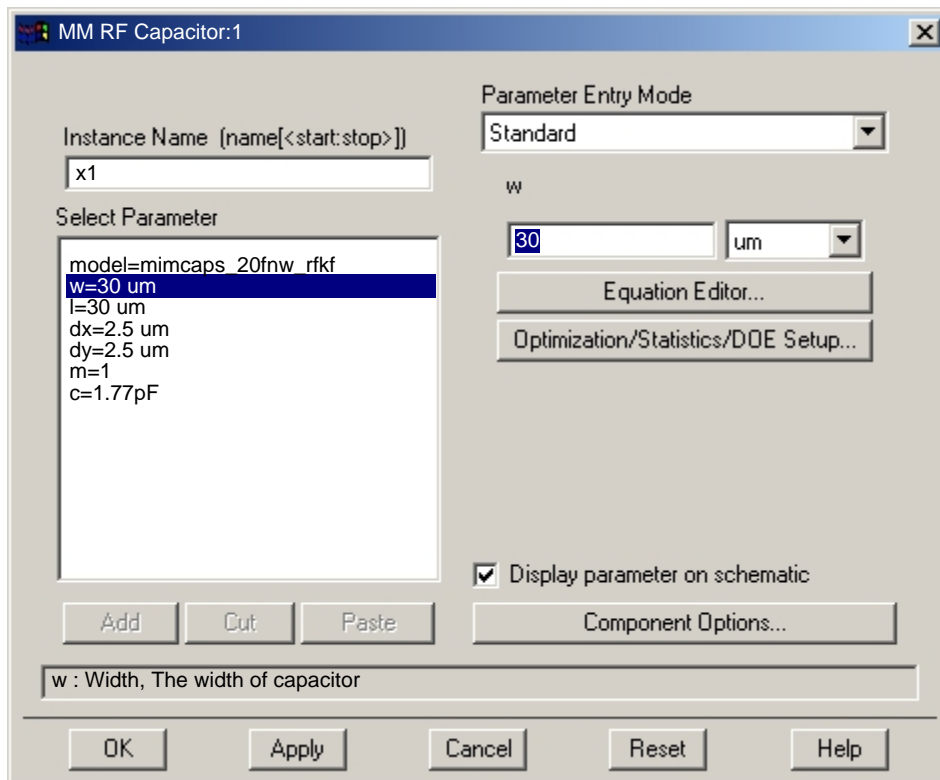 MM RF Capacitor:1
Parameter Entry Mode
Instance Name (name[<start:stop>])
Standard
x1
w
Select Parameter
30
um
model=mimcaps_20fnw_rfkf
w=30 um
l=30 um
dx=2.5 um
dy=2.5 um
m=1
c=1.77pF
Equation Editor...
Optimization/Statistics/DOE Setup...
Display parameter on schematic
Add
Cut
Paste
Component Options...
w : Width, The width of capacitor
OK
Apply
Cancel
Reset
Help